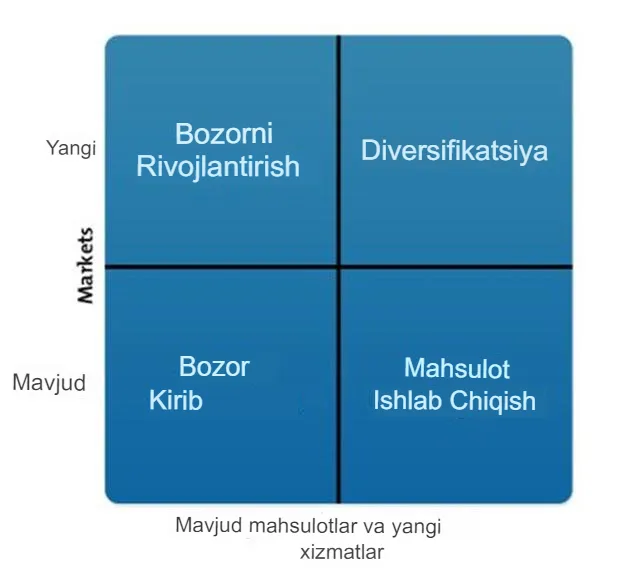 Yangi
Bozorni
Rivojlantirish
Diversifikatsiya
Markets
Mavjud
Bozor
Kirib
Mahsulot
Ishlab Chiqish
Mavjud mahsulotlar va yangi
xizmatlar